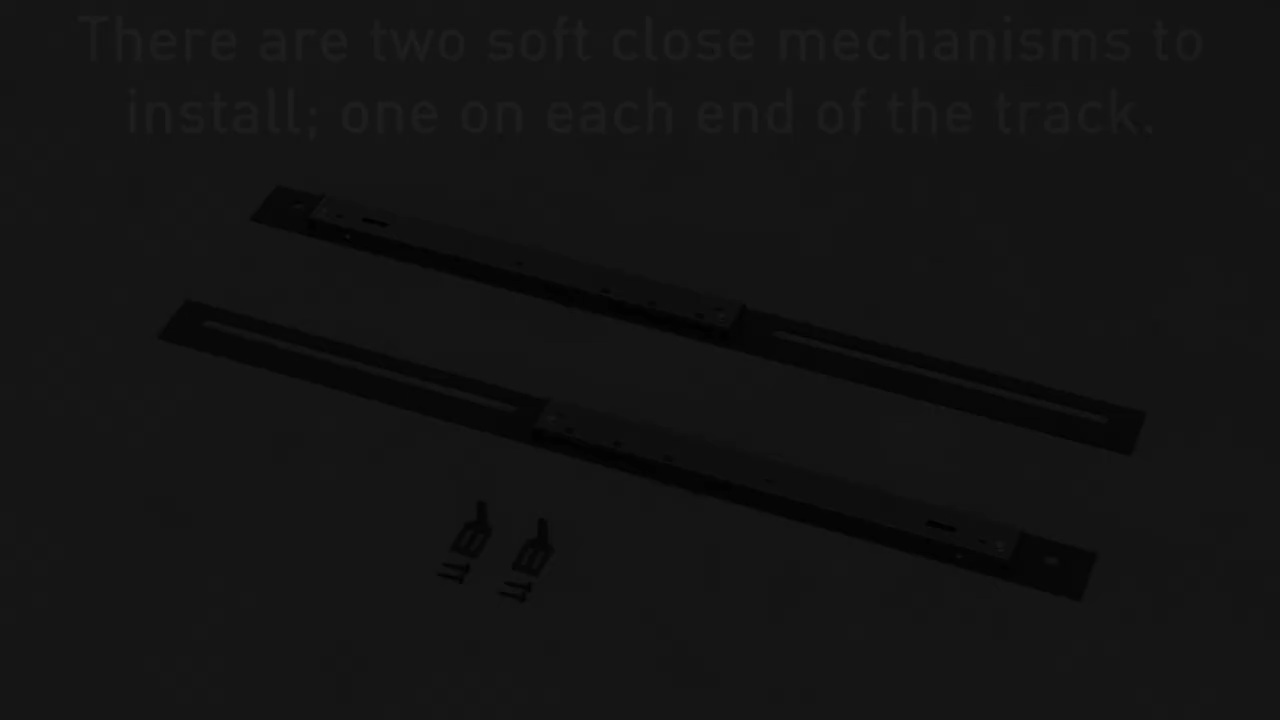 There are two soft close mechanisms to
install; one on each end of the track.